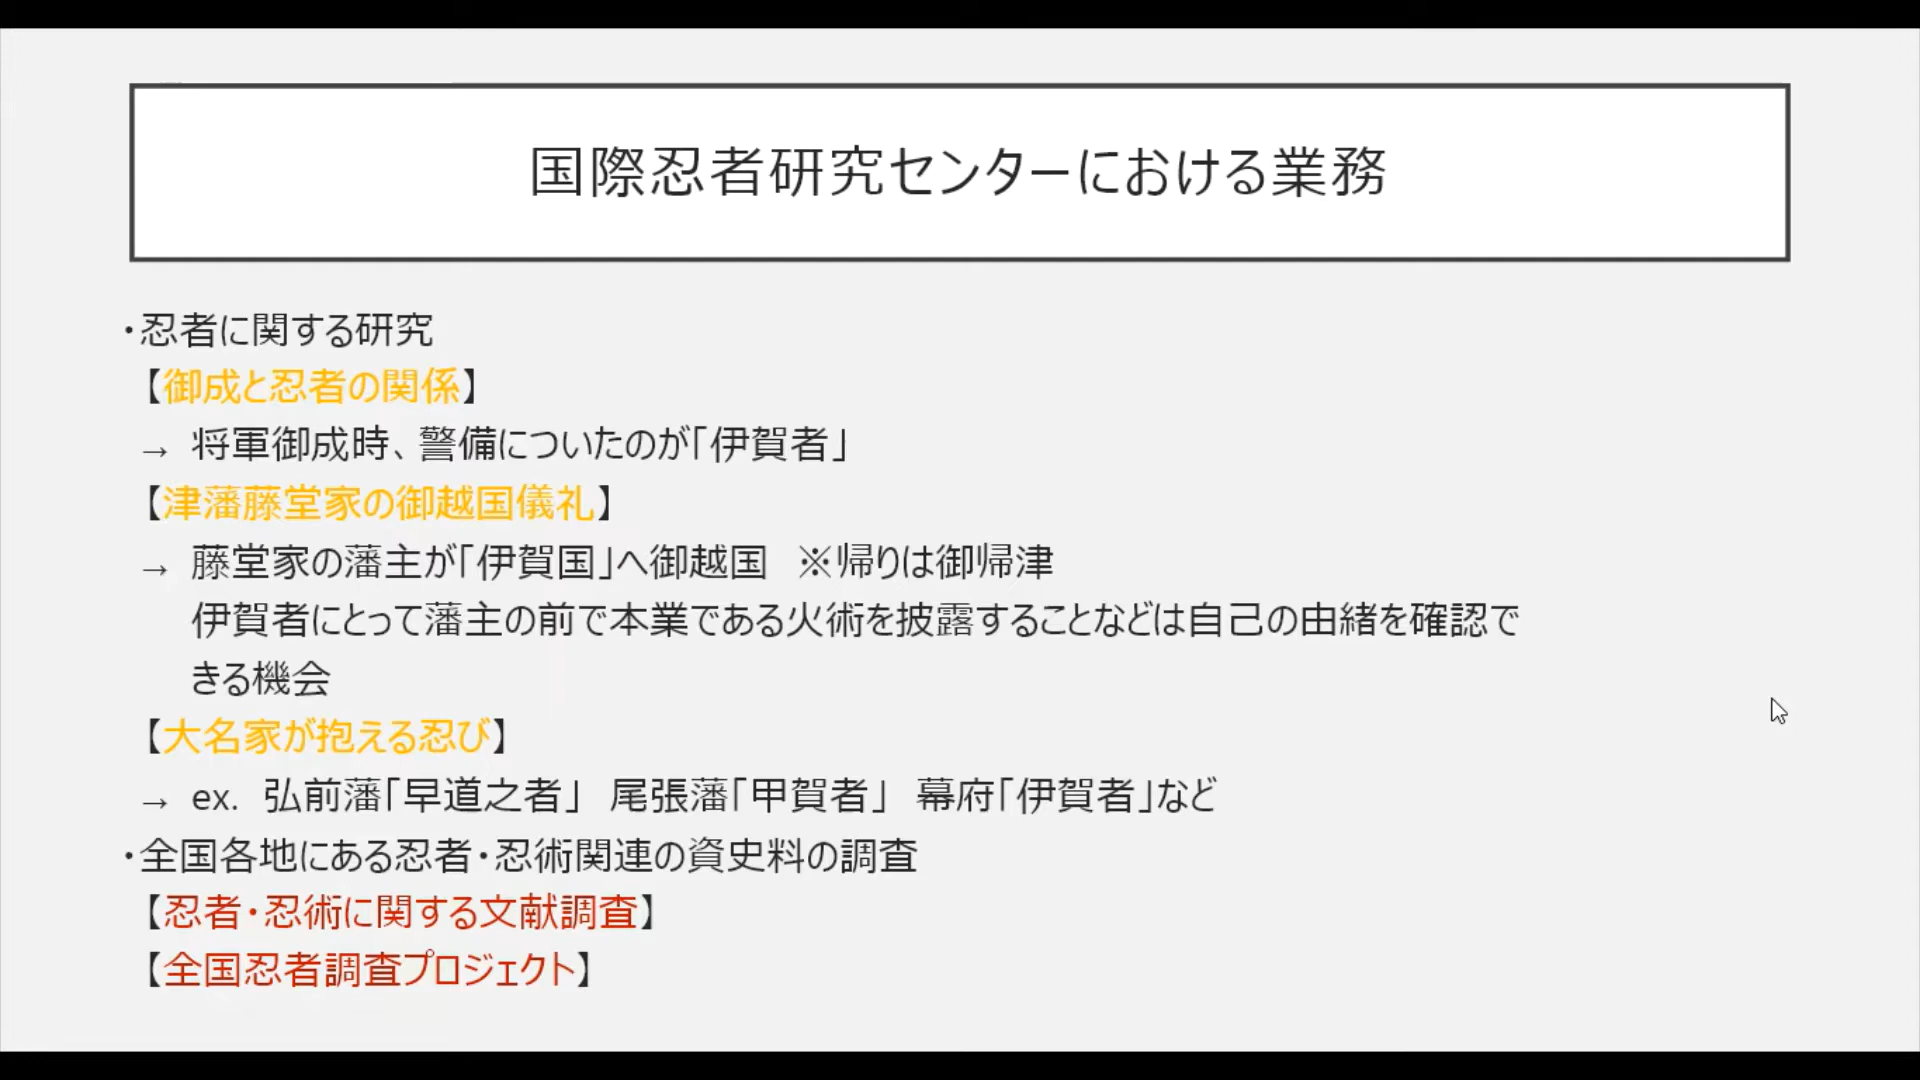 国際忍者研究センターにおける業務
・忍者に関する研究
【御成と忍者の関係】
→ 将軍御成時、警備についたのが「伊賀者」
【津藩藤堂家の御越国儀礼】
→ 藤堂家の藩主が「伊賀国」へ御越国　※帰りは御帰津
伊賀者にとって藩主の前で本業である火術を披露することなどは自己の由緒を確認で
きる機会
【大名家が抱える忍び】
→ ex. 弘前藩「早道之者」　尾張藩「甲賀者」　幕府「伊賀者」など
・全国各地にある忍者・忍術関連の資史料の調査
【忍者・忍術に関する文献調査】
【全国忍者調査プロジェクト】